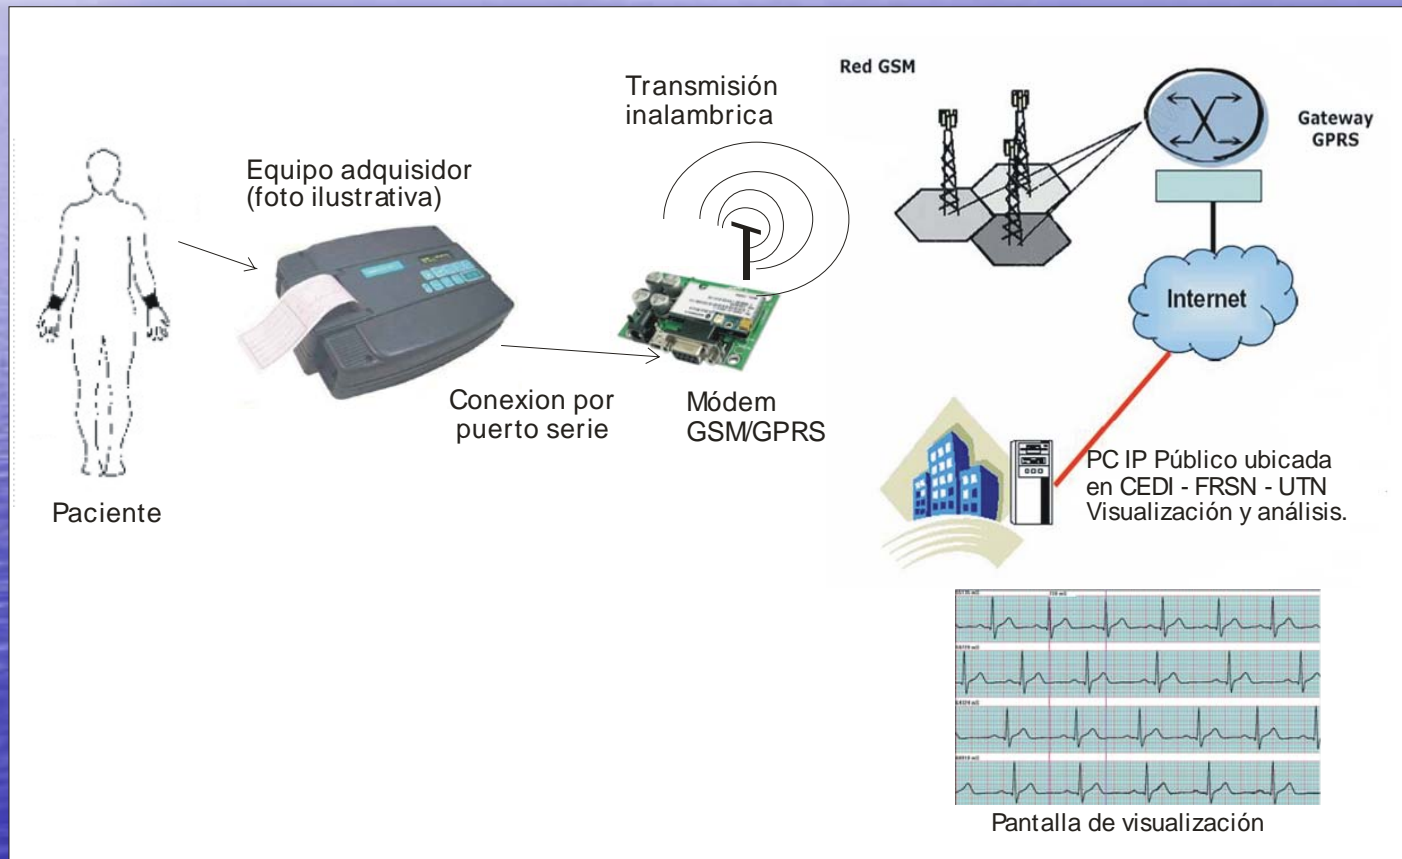 Transmisión
inalambrica
Red GSM
Gateway
GPRS
Equipo adquisidor
(foto ilustrativa)
Internet
Conexion por
puerto serie
Módem
GSM/GPRS
Paciente
PC IP Público ubicada
en CEDI - FRSN - UTN
Visualización y análisis.
Pantalla de visualización